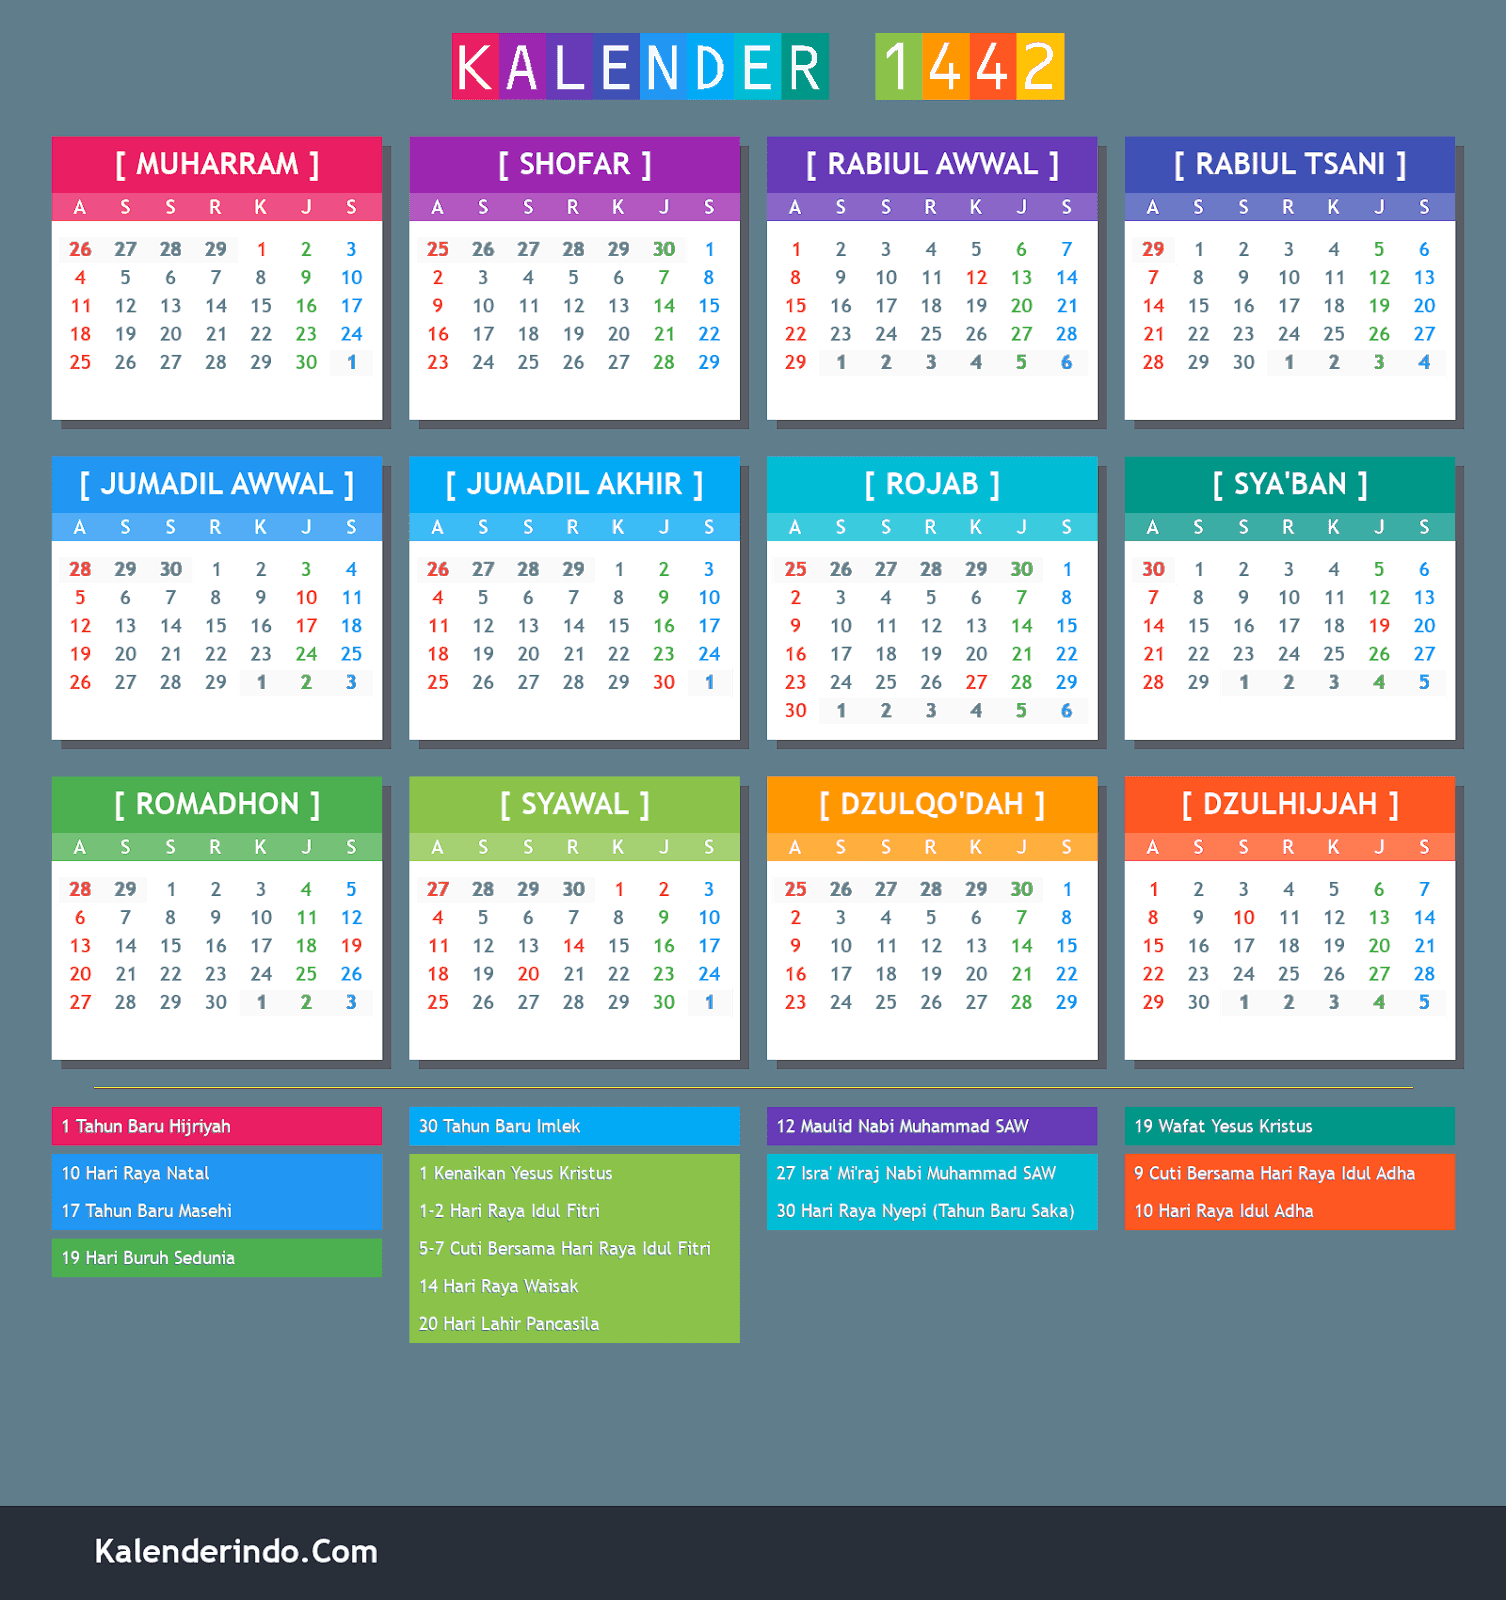 KALENDER 1442
[ MUHARRAM ]
A S S R K J S
26 27 28 29 1 2 3
4 5 6 7 8 9 10
11 12 13 14 15 16 17
18 19 20 21 22 23 24
25 26 27 28 29 30 1
[ SHOFAR ]
A S S R K J S
25 26 27 28 29 30 1
2 3 4 5 6 7 8
9 10 11 12 13 14 15
16 17 18 19 20 21 22
23 24 25 26 27 28 29
[ RABIUL AWWAL ]
A S S R K J S
1 2 3 4 5 6 7
8 9 10 11 12 13 14
15 16 17 18 19 20 21
22 23 24 25 26 27 28
29 1 2 3 4 5 6
[ RABIUL TSANI ]
A S S R K J S
29 1 2 3 4 5 6
7 8 9 10 11 12 13
14 15 16 17 18 19 20
21 22 23 24 25 26 27
28 29 30 1 2 3 4
[ JUMADIL AWWAL ]
A S S R K J S
28 29 30 1 2 3 4
5 6 7 8 9 10 11
12 13 14 15 16 17 18
19 20 21 22 23 24 25
26 27 28 29 1 2 3
[ JUMADIL AKHIR ]
A S S R K J S
26 27 28 29 1 2 3
4 5 6 7 8 9 10
11 12 13 14 15 16 17
18 19 20 21 22 23 24
25 26 27 28 29 30 1
[ ROJAB ]
A S S R K J S
25 26 27 28 29 30 1
2 3 4 5 6 7 8
9 10 11 12 13 14 15
16 17 18 19 20 21 22
23 24 25 26 27 28 29
30 1 2 3 4 5 6
[ SYA'BAN ]
A S S R K J S
30 1 2 3 4 5 6
7 8 9 10 11 12 13
14 15 16 17 18 19 20
21 22 23 24 25 26 27
28 29 1 2 3 4 5
[ ROMADHON ]
A S S R K J S
28 29 1 2 3 4 5
6 7 8 9 10 11 12
13 14 15 16 17 18 19
20 21 22 23 24 25 26
27 28 29 30 1 2 3
[ SYAWAL ]
A S S R K J S
27 28 29 30 1 2 3
4 5 6 7 8 9 10
11 12 13 14 15 16 17
18 19 20 21 22 23 24
25 26 27 28 29 30 1
[ DZULQO'DAH ]
A S S R K J S
25 26 27 28 29 30 1
2 3 4 5 6 7 8
9 10 11 12 13 14 15
16 17 18 19 20 21 22
23 24 25 26 27 28 29
[ DZULHIJJAH ]
A S S R K J S
1 2 3 4 5 6 7
8 9 10 11 12 13 14
15 16 17 18 19 20 21
22 23 24 25 26 27 28
29 30 1 2 3 4 5
1 Tahun Baru Hijriyah
10 Hari Raya Natal
17 Tahun Baru Masehi
19 Hari Buruh Sedunia
30 Tahun Baru Imlek
1 Kenaikan Yesus Kristus
1-2 Hari Raya Idul Fitri
5-7 Cuti Bersama Hari Raya Idul Fitri
14 Hari Raya Waisak
20 Hari Lahir Pancasila
12 Maulid Nabi Muhammad SAW
27 Isra' Mi'raj Nabi Muhammad SAW
30 Hari Raya Nyepi (Tahun Baru Saka)
19 Wafat Yesus Kristus
9 Cuti Bersama Hari Raya Idul Adha
10 Hari Raya Idul Adha
Kalenderindo.Com